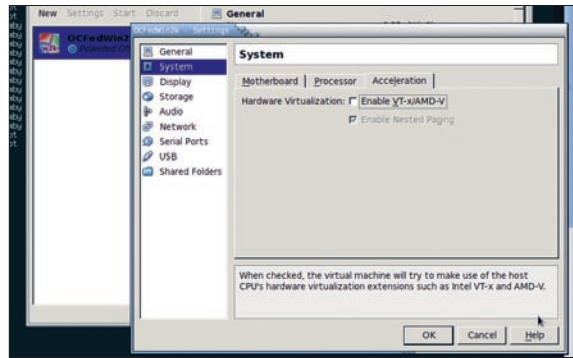 New Settings Start Discard
General
OCFedWin2
Powered Off
OCFedWin2k - Settings
General
System
Display
Storage
Audio
Network
Serial Ports
USB
Shared Folders
System
Motherboard Processor Acceleration
Hardware Virtualization: Enable VT-x/AMD-V
Enable Nested Paging
When checked, the virtual machine will try to make use of the host
CPU's hardware virtualization extensions such as Intel VT-x and AMD-V.
OK Cancel Help